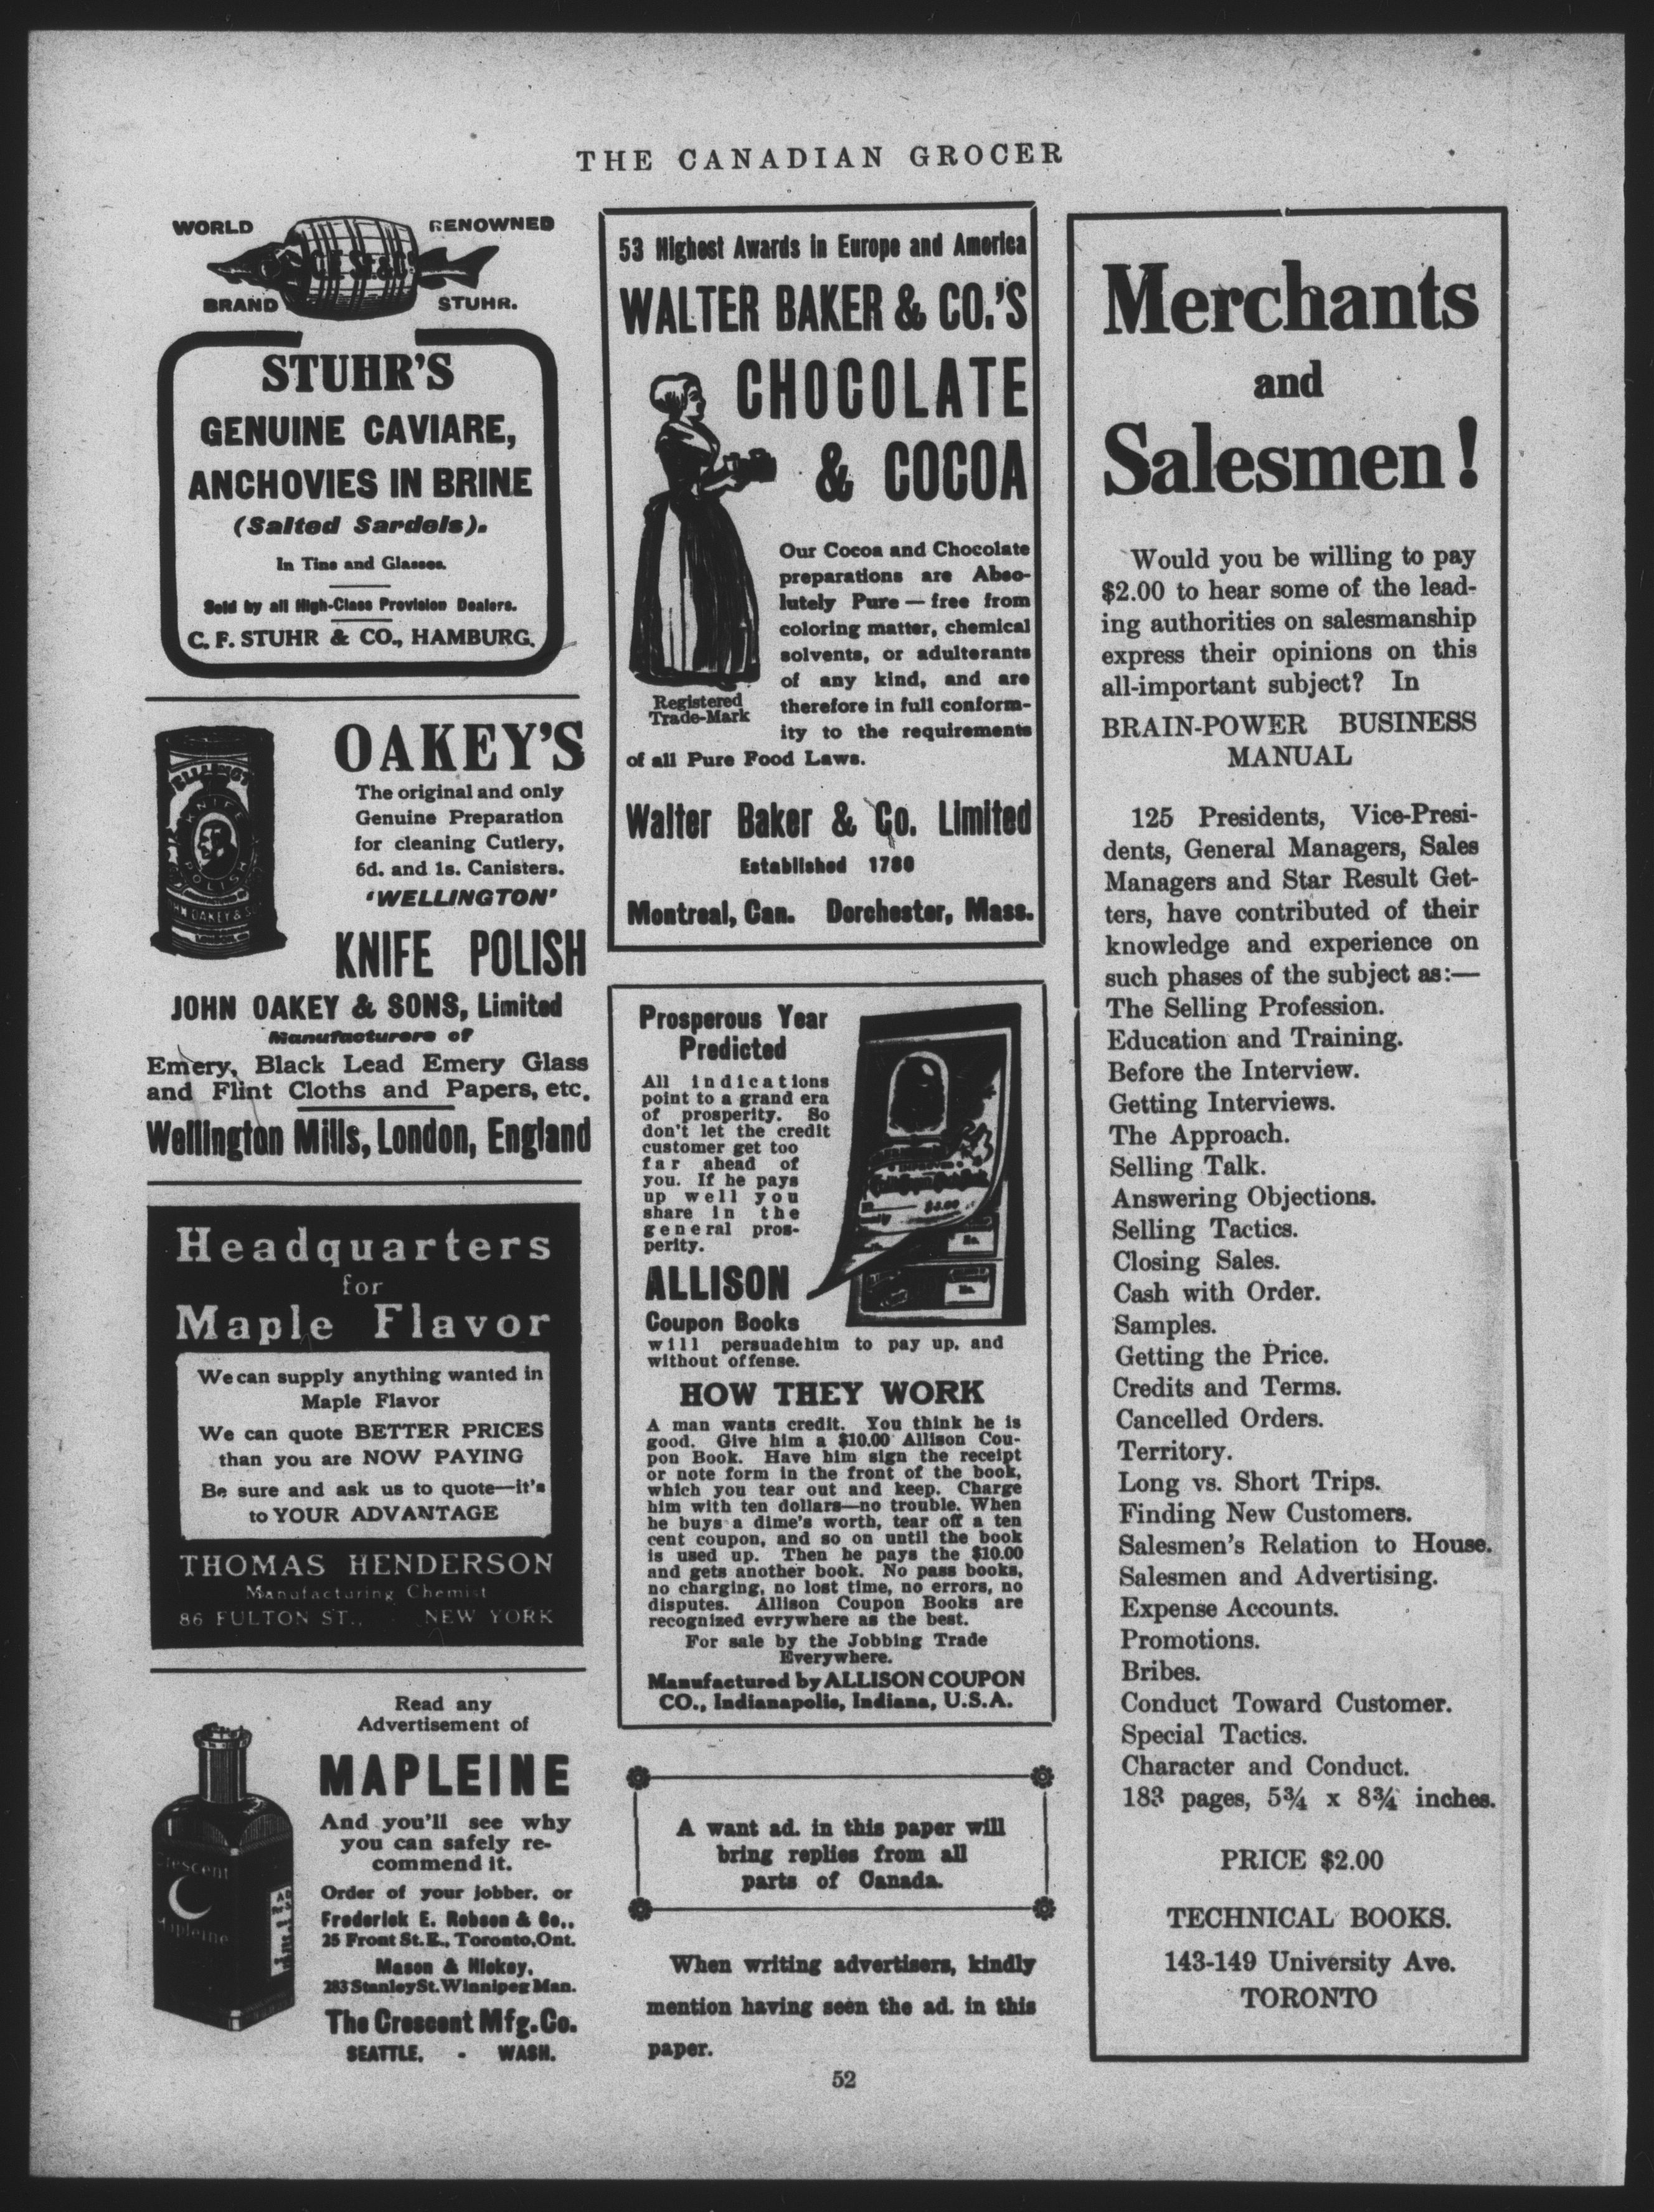 THE CANADIAN GROCER
WORLD RENOWNED
BRAND STUHR.
STUHR'S
GENUINE CAVIARE,
ANCHOVIES IN BRINE
(Salted Sardels).
In Tins and Glasses.
Sold by all High-Class Provision Dealers.
C. F. STUHR & CO., HAMBURG.
OAKEY'S
The original and only
Genuine Preparation
for cleaning Cutlery,
6d. and 1s. Canisters.
'WELLINGTON'
KNIFE POLISH
KNIFE
POLISH
JOHN OAKEY & SONS, Limited
Manufacturers of
Emery, Black Lead Emery Glass
and Flint Cloths and Papers, etc.
Wellington Mills, London, England
Headquarters
for
Maple Flavor
We can supply anything wanted in
Maple Flavor
We can quote BETTER PRICES
than you are NOW PAYING
Be sure and ask us to quote—it's
to YOUR ADVANTAGE
THOMAS HENDERSON
Manufacturing Chemist
86 FULTON ST., NEW YORK
Read any
Advertisement of
MAPLEINE
And you'll see why
you can safely re-
commend it.
Order of your jobber, or
Frederick E. Robson & Co.,
25 Front St. E., Toronto, Ont.
Mason & Hickey,
283 Stanley St. Winnipeg Man.
The Crescent Mfg. Co.
SEATTLE, - WASH.
Crescent
Mapleine
53 Highest Awards in Europe and America
WALTER BAKER & CO.'S
CHOCOLATE
& COCOA
Our Cocoa and Chocolate
preparations are Abso-
lutely Pure — free from
coloring matter, chemical
solvents, or adulterants
of any kind, and are
therefore in full conform-
ity to the requirements
of all Pure Food Laws.
Registered
Trade-Mark
Walter Baker & Co. Limited
Established 1780
Montreal, Can. Dorchester, Mass.
Prosperous Year
Predicted
All indications
point to a grand era
of prosperity. So
don't let the credit
customer get too
far ahead of
you. If he pays
up well you
share in the
general pros-
perity.
ALLISON
Coupon Books
will persuadehim to pay up, and
without offense.
HOW THEY WORK
A man wants credit. You think he is
good. Give him a $10.00 Allison Cou-
pon Book. Have him sign the receipt
or note form in the front of the book,
which you tear out and keep. Charge
him with ten dollars—no trouble. When
he buys a dime's worth, tear off a ten
cent coupon, and so on until the book
is used up. Then he pays the $10.00
and gets another book. No pass books,
no charging, no lost time, no errors, no
disputes. Allison Coupon Books are
recognized evrywhere as the best.
For sale by the Jobbing Trade
Everywhere.
Manufactured by ALLISON COUPON
CO., Indianapolis, Indiana, U.S.A.
A want ad. in this paper will
bring replies from all
parts of Canada.
When writing advertisers, kindly
mention having seen the ad. in this
paper.
Merchants
and
Salesmen!
Would you be willing to pay
$2.00 to hear some of the lead-
ing authorities on salesmanship
express their opinions on this
all-important subject? In
BRAIN-POWER BUSINESS
MANUAL
125 Presidents, Vice-Presi-
dents, General Managers, Sales
Managers and Star Result Get-
ters, have contributed of their
knowledge and experience on
such phases of the subject as:—
The Selling Profession.
Education and Training.
Before the Interview.
Getting Interviews.
The Approach.
Selling Talk.
Answering Objections.
Selling Tactics.
Closing Sales.
Cash with Order.
Samples.
Getting the Price.
Credits and Terms.
Cancelled Orders.
Territory.
Long vs. Short Trips.
Finding New Customers.
Salesmen's Relation to House.
Salesmen and Advertising.
Expense Accounts.
Promotions.
Bribes.
Conduct Toward Customer.
Special Tactics.
Character and Conduct.
183 pages, 5¾ x 8¾ inches.
PRICE $2.00
TECHNICAL BOOKS.
143-149 University Ave.
TORONTO
52